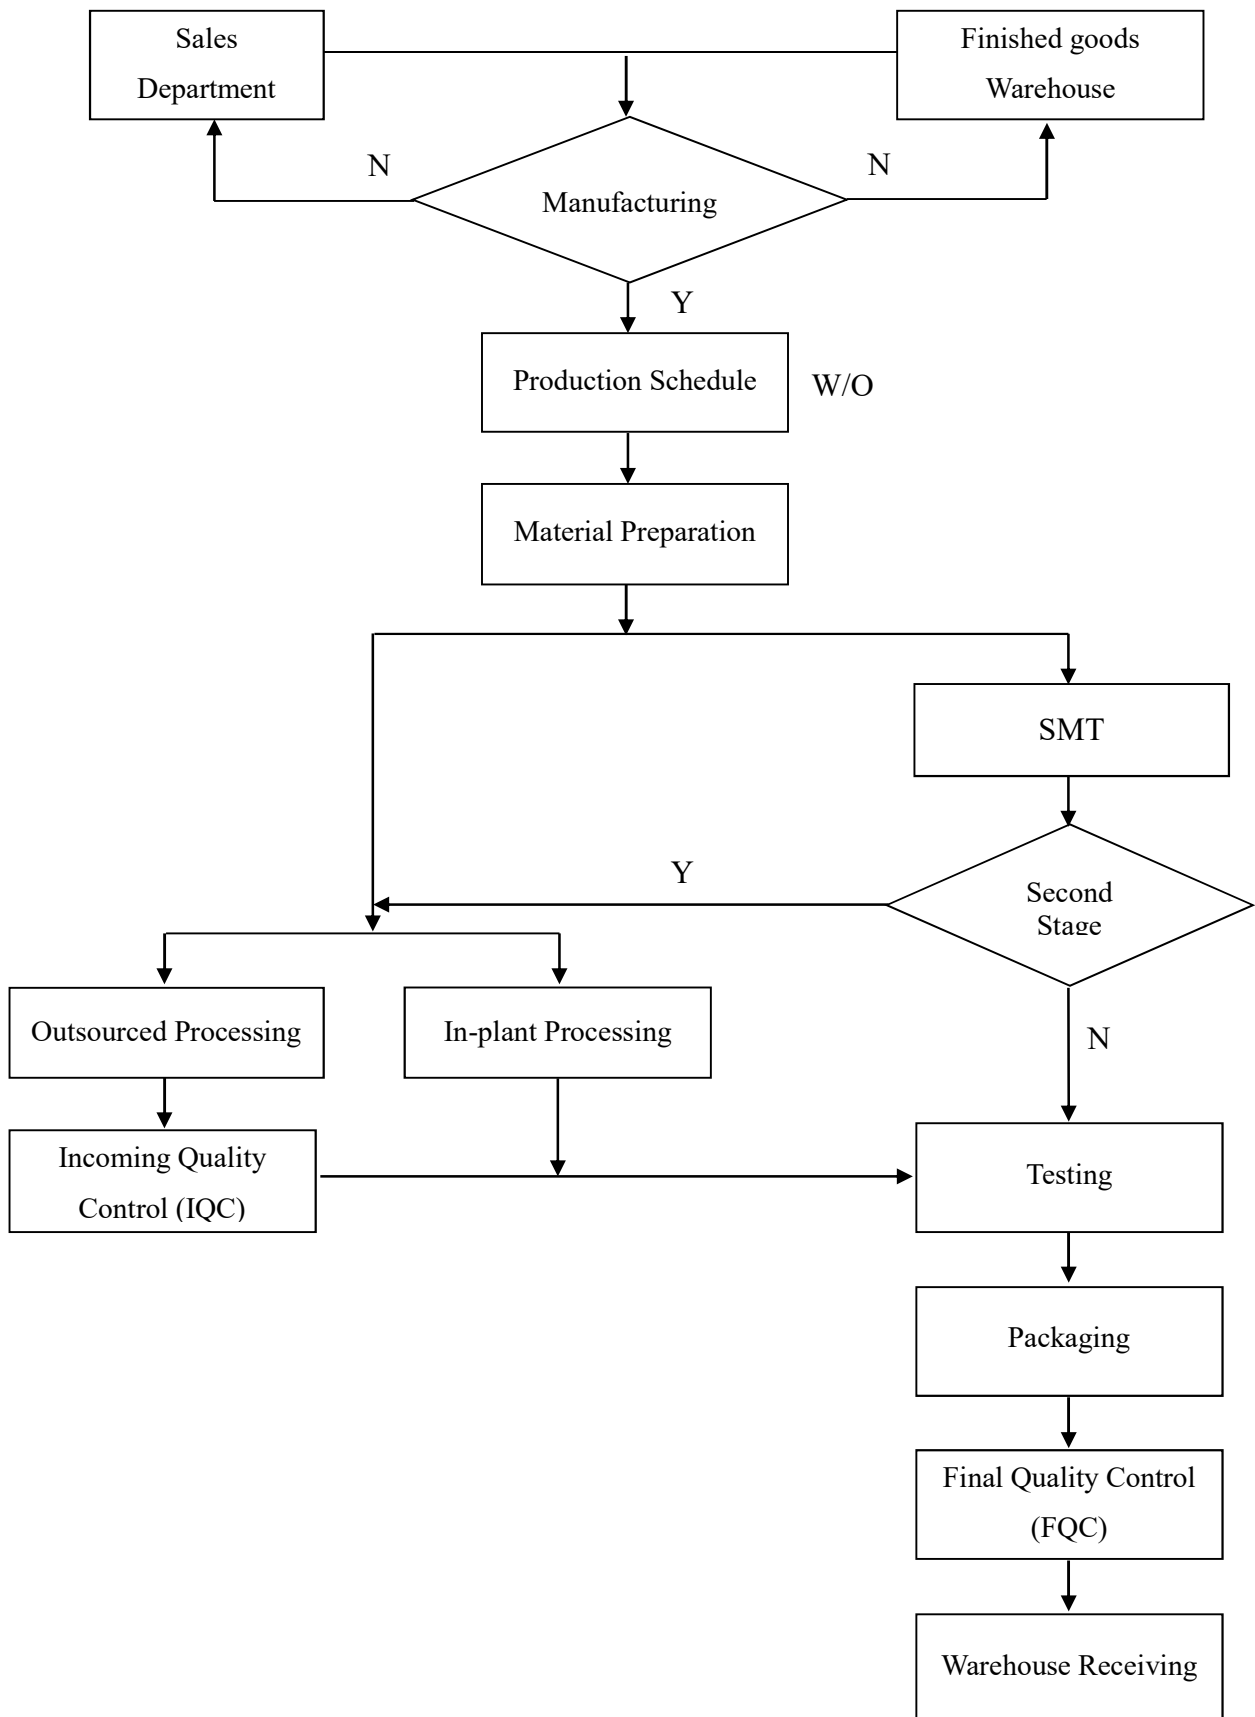 Sales
Department
Finished goods
Warehouse
N
N
Manufacturing
Y
Production Schedule
W/O
Material Preparation
SMT
Y
Second
Stage
Outsourced Processing
In-plant Processing
N
Incoming Quality
Control (IQC)
Testing
Packaging
Final Quality Control
(FQC)
Warehouse Receiving